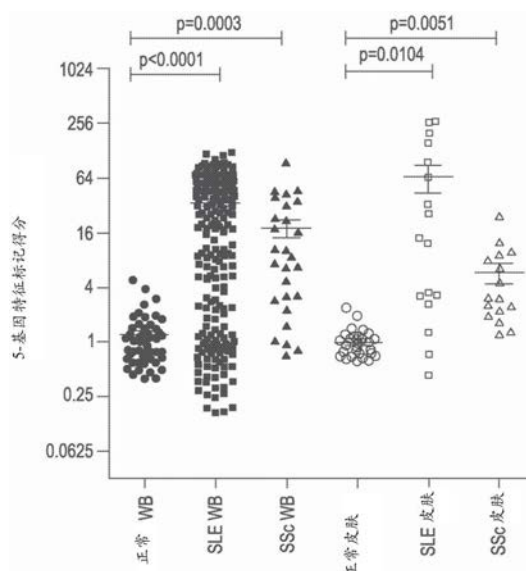 p=0.0003
p=0.0051
p<0.0001
p=0.0104
1024
256
64
16
4
1
0.25
0.0625
5-基因特征标记得分
正常 WB
SLE WB
SSc WB
正常皮肤
SLE 皮肤
SSc 皮肤